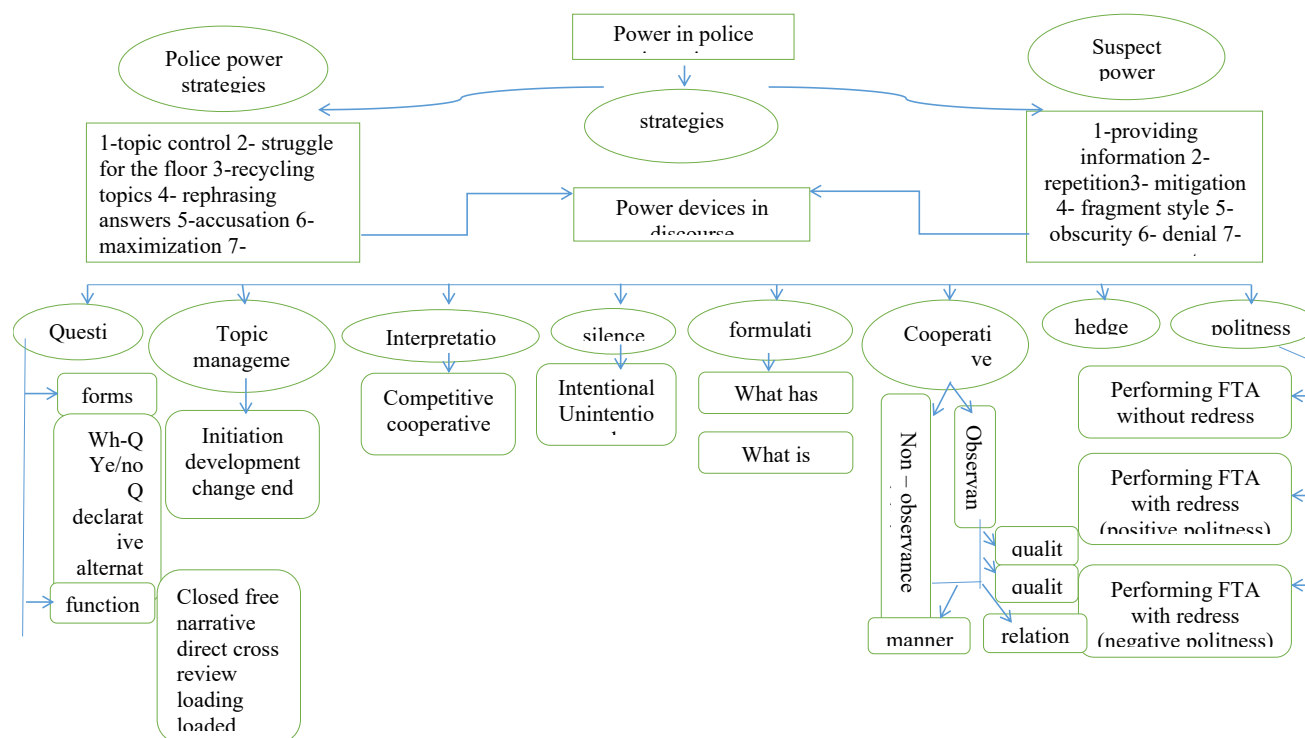 Power in police
Police power
strategies
Suspect
power
strategies
1-topic control 2- struggle
for the floor 3-recycling
topics 4- rephrasing
answers 5-accusation 6-
maximization 7-
1-providing
information 2-
repetition3- mitigation
4- fragment style 5-
obscurity 6- denial 7-
Power devices in
discourse
Questi
Topic
manageme
Interpretatio
silence
formulati
Cooperati
ve
hedge
politness
forms
Wh-Q
Ye/no
Q
declarat
ive
alternat
function
Closed free
narrative
direct cross
review
loading
loaded
Initiation
development
change end
Competitive
cooperative
Intentional
Unintentio
What has
What is
Non – observance
Observan
qualit
qualit
manner
relation
Performing FTA
without redress
Performing FTA
with redress
(positive politness)
Performing FTA
with redress
(negative politness)